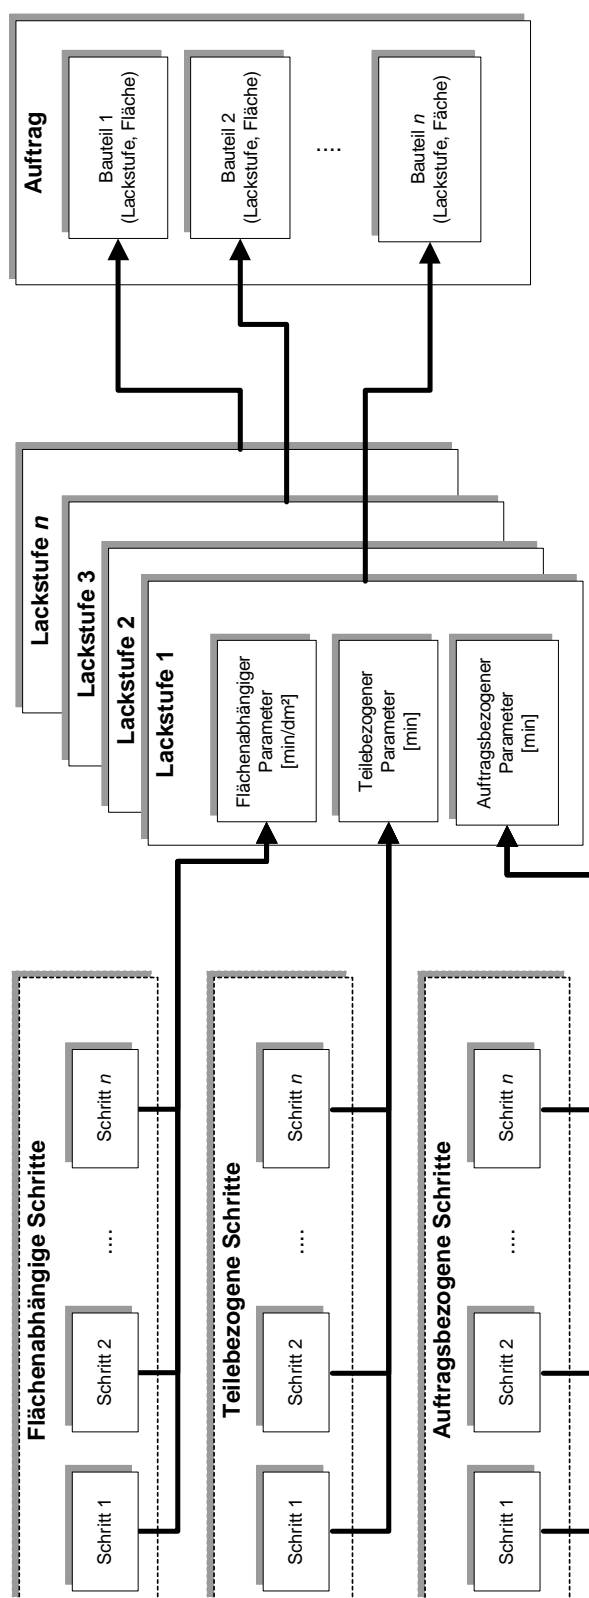 Flächenabhängige Schritte
Schritt 1
Schritt 2
....
Schritt n
Teilebezogene Schritte
Schritt 1
Schritt 2
....
Schritt n
Auftragsbezogene Schritte
Schritt 1
Schritt 2
....
Schritt n
Lackstufe n
Lackstufe 3
Lackstufe 2
Lackstufe 1
Flächenabhängiger
Parameter
[min/dm²]
Teilebezogener
Parameter
[min]
Auftragsbezogener
Parameter
[min]
Auftrag
Bauteil 1
(Lackstufe, Fläche)
Bauteil 2
(Lackstufe, Fläche)
....
Bauteil n
(Lackstufe, Fäche)